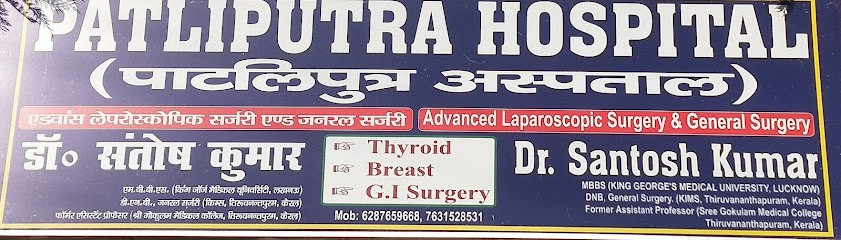 PATLIPUTRA HOSPITAL
(पाटलिपुत्र अस्पताल)
एडवांस लेपरोस्कोपिक सर्जरी एण्ड जनरल सर्जरी
Advanced Laparoscopic Surgery & General Surgery
डॉ० संतोष कुमार
एम.बी.बी.एस. (किंग जॉर्ज मेडिकल यूनिवर्सिटी, लखनऊ)
डी.एन.बी., जनरल सर्जरी (किम्स, तिरुवनन्तपुरम, केरल)
फॉर्मर एसिस्टेंट प्रोफेसर (श्री गोकुलम मेडिकल कॉलेज, तिरुवनन्तपुरम, केरल)
☞ Thyroid
☞ Breast
☞ G.I Surgery
Mob: 6287659668, 7631528531
Dr. Santosh Kumar
MBBS (KING GEORGE'S MEDICAL UNIVERSITY, LUCKNOW)
DNB, General Surgery. (KIMS, Thiruvananthapuram, Kerala)
Former Assistant Professor (Sree Gokulam Medical College
Thiruvananthapuram, Kerala)